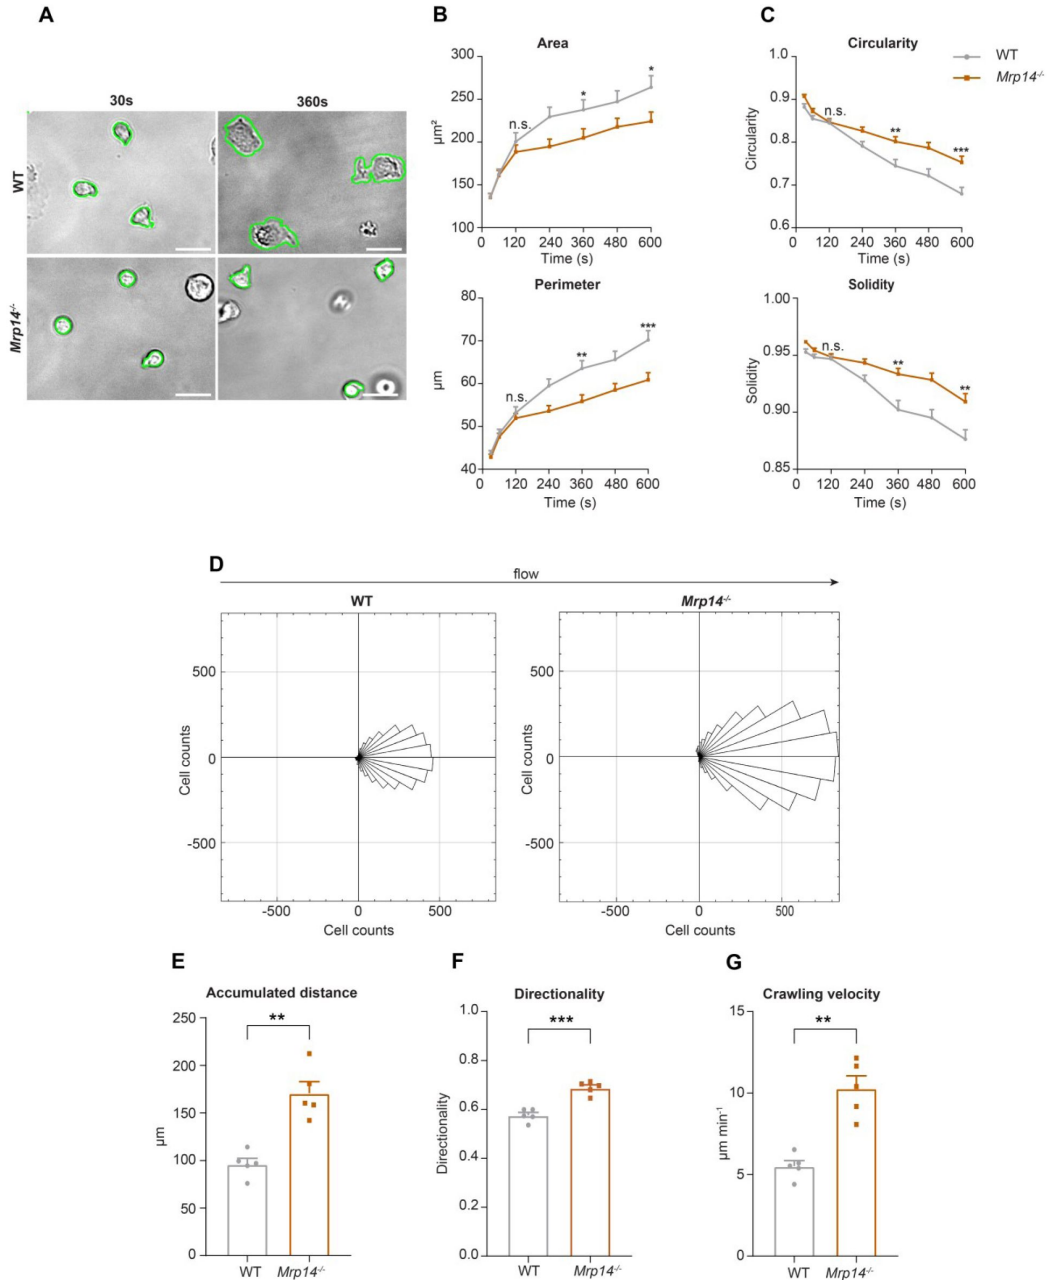 A
30s
360s
WT
Mrp14-/-
B
Area
300
250
200
150
100
µm²
n.s.
*
*
0 120 240 360 480 600
Time (s)
Perimeter
80
70
60
50
40
µm
n.s.
**
***
0 120 240 360 480 600
Time (s)
C
Circularity
1.0
0.9
0.8
0.7
0.6
Circularity
n.s.
**
***
0 120 240 360 480 600
Time (s)
WT
Mrp14-/-
Solidity
1.00
0.95
0.90
0.85
Solidity
n.s.
**
**
0 120 240 360 480 600
Time (s)
D
flow
WT
500
0
-500
Cell counts
-500 0 500
Cell counts
Mrp14-/-
500
0
-500
Cell counts
-500 0 500
Cell counts
E
Accumulated distance
250
200
150
100
50
0
µm
**
WT Mrp14-/-
F
Directionality
1.0
0.8
0.6
0.4
0.2
0.0
Directionality
***
WT Mrp14-/-
G
Crawling velocity
15
10
5
0
µm min-1
**
WT Mrp14-/-